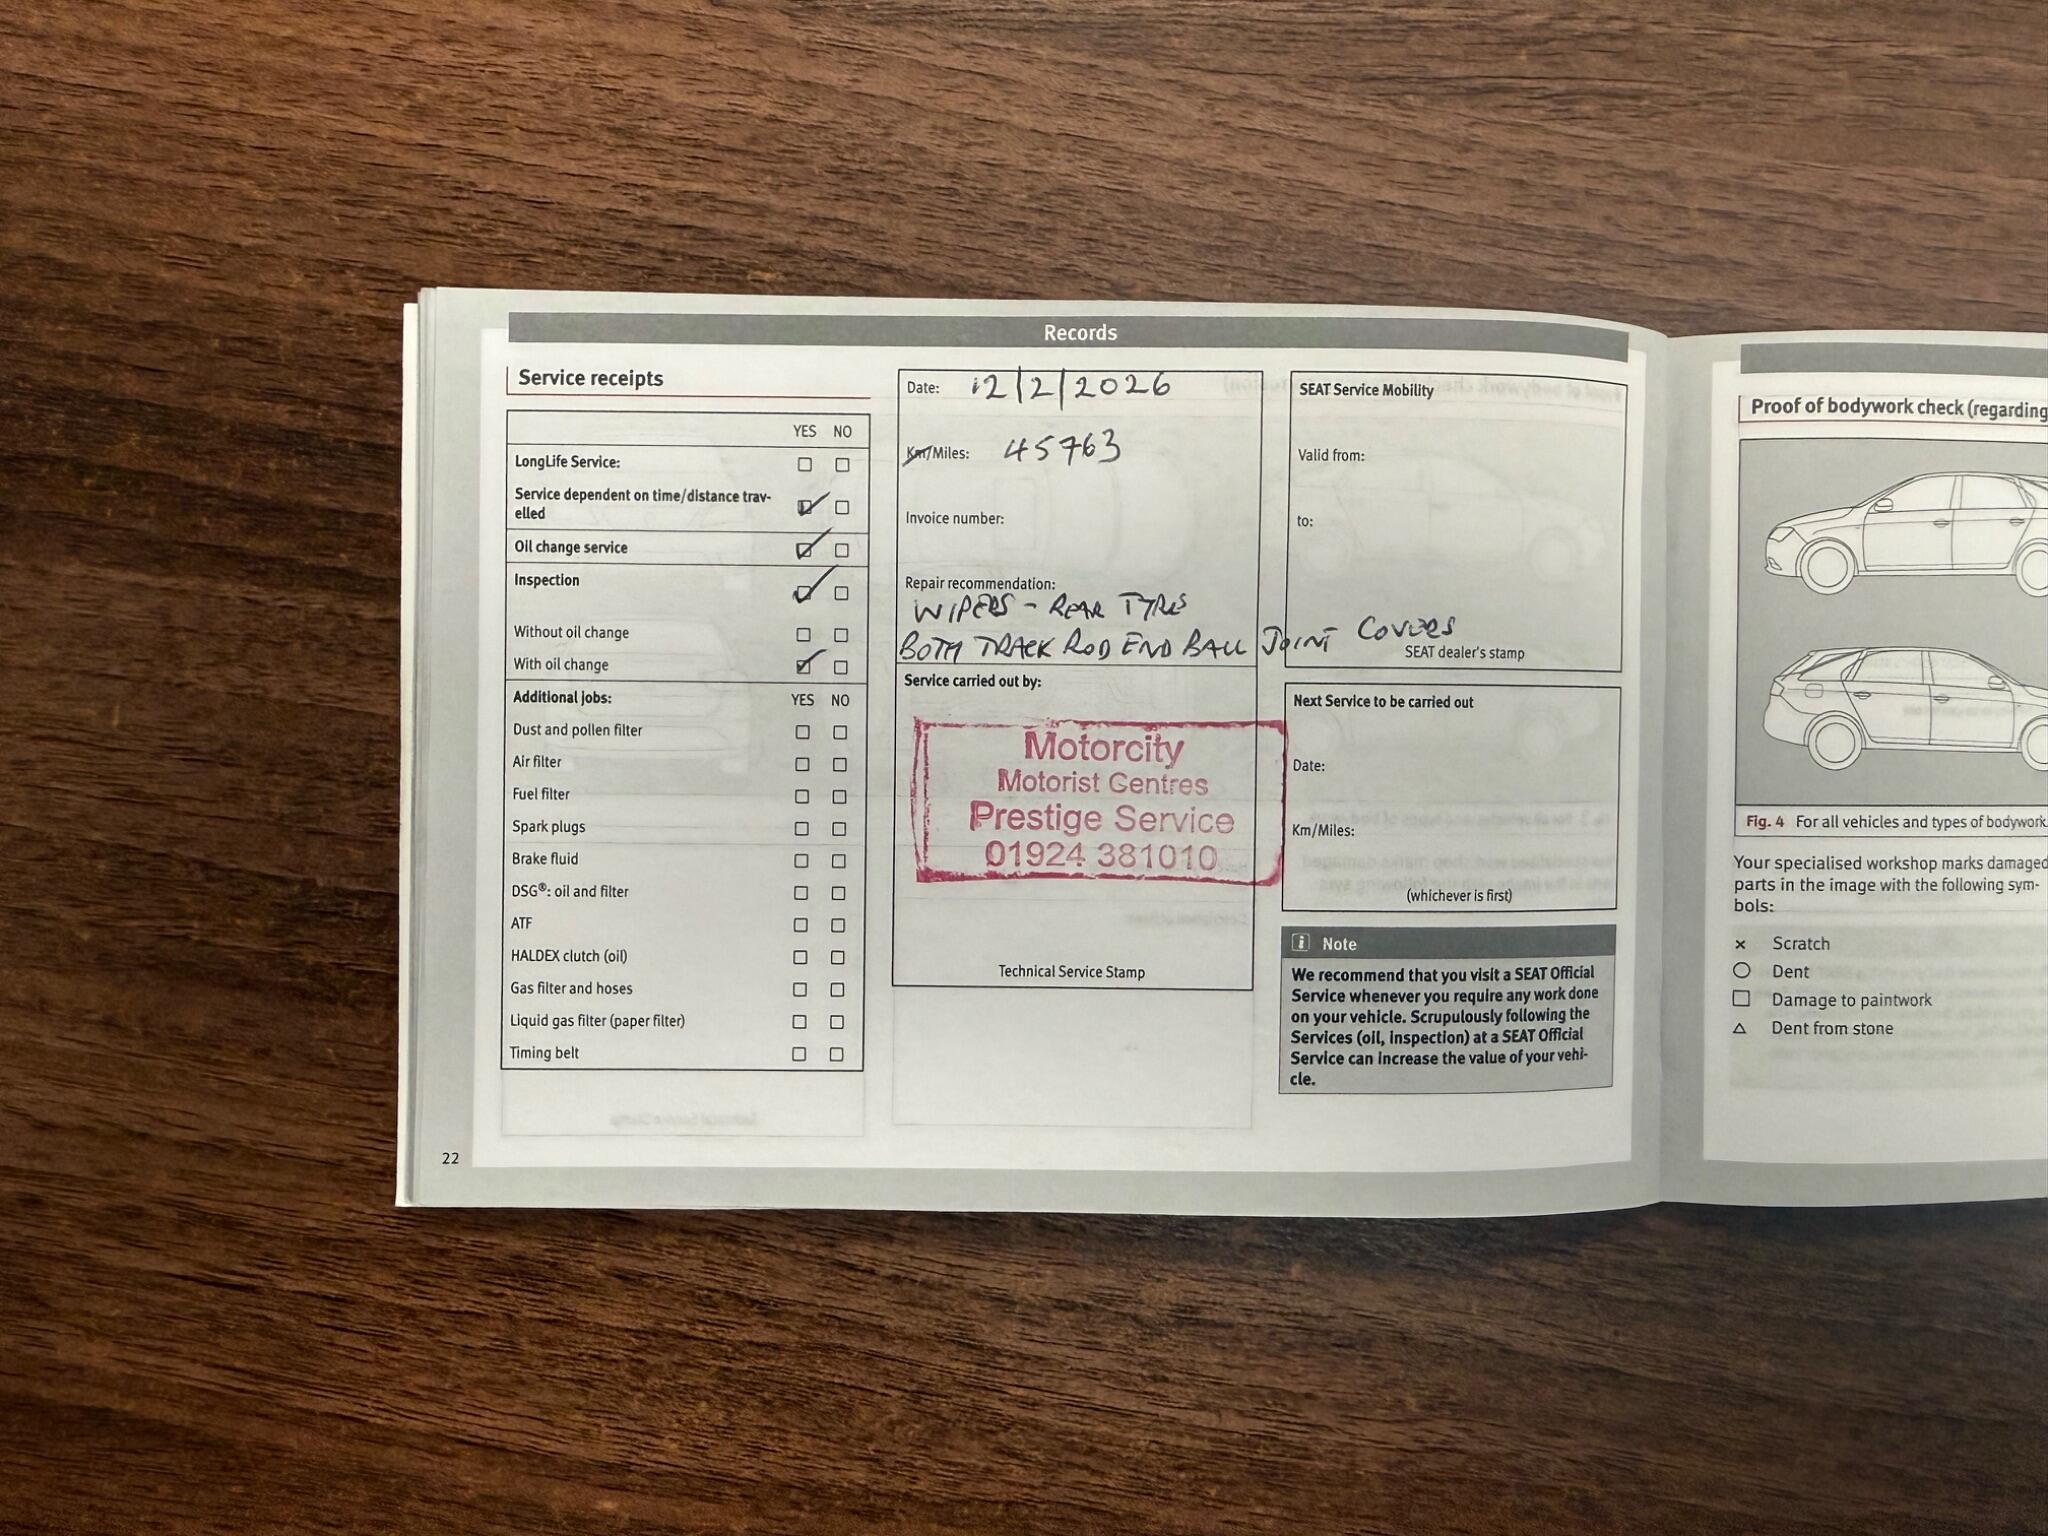 Records
Service receipts
YES NO
LongLife Service:
Service dependent on time/distance trav-
elled
Oil change service
Inspection
Without oil change
With oil change
Additional jobs: YES NO
Dust and pollen filter
Air filter
Fuel filter
Spark plugs
Brake fluid
DSG®: oil and filter
ATF
HALDEX clutch (oil)
Gas filter and hoses
Liquid gas filter (paper filter)
Timing belt
22
Date: 12/2/2026
Km/Miles: 45763
Invoice number:
Repair recommendation:
WIPERS - REAR TYRES
BOTH TRACK ROD END BALL JOINT COVERS
Service carried out by:
Motorcity
Motorist Centres
Prestige Service
01924 381010
Technical Service Stamp
SEAT Service Mobility
Valid from:
to:
SEAT dealer's stamp
Next Service to be carried out
Date:
Km/Miles:
(whichever is first)
i Note
We recommend that you visit a SEAT Official
Service whenever you require any work done
on your vehicle. Scrupulously following the
Services (oil, inspection) at a SEAT Official
Service can increase the value of your vehi-
cle.
Proof of bodywork check (regarding
Fig. 4 For all vehicles and types of bodywork.
Your specialised workshop marks damaged
parts in the image with the following sym-
bols:
× Scratch
○ Dent
□ Damage to paintwork
△ Dent from stone